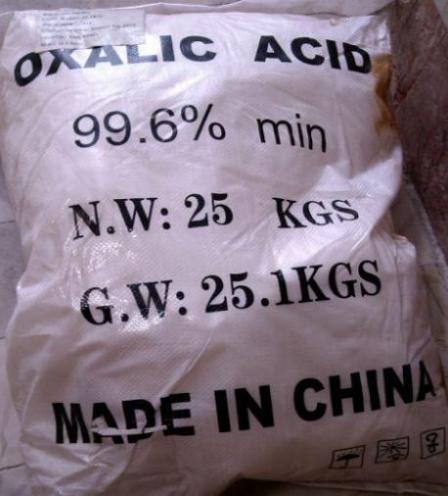 OXALIC ACID
99.6% min
N.W: 25 KGS
G.W: 25.1KGS
MADE IN CHINA